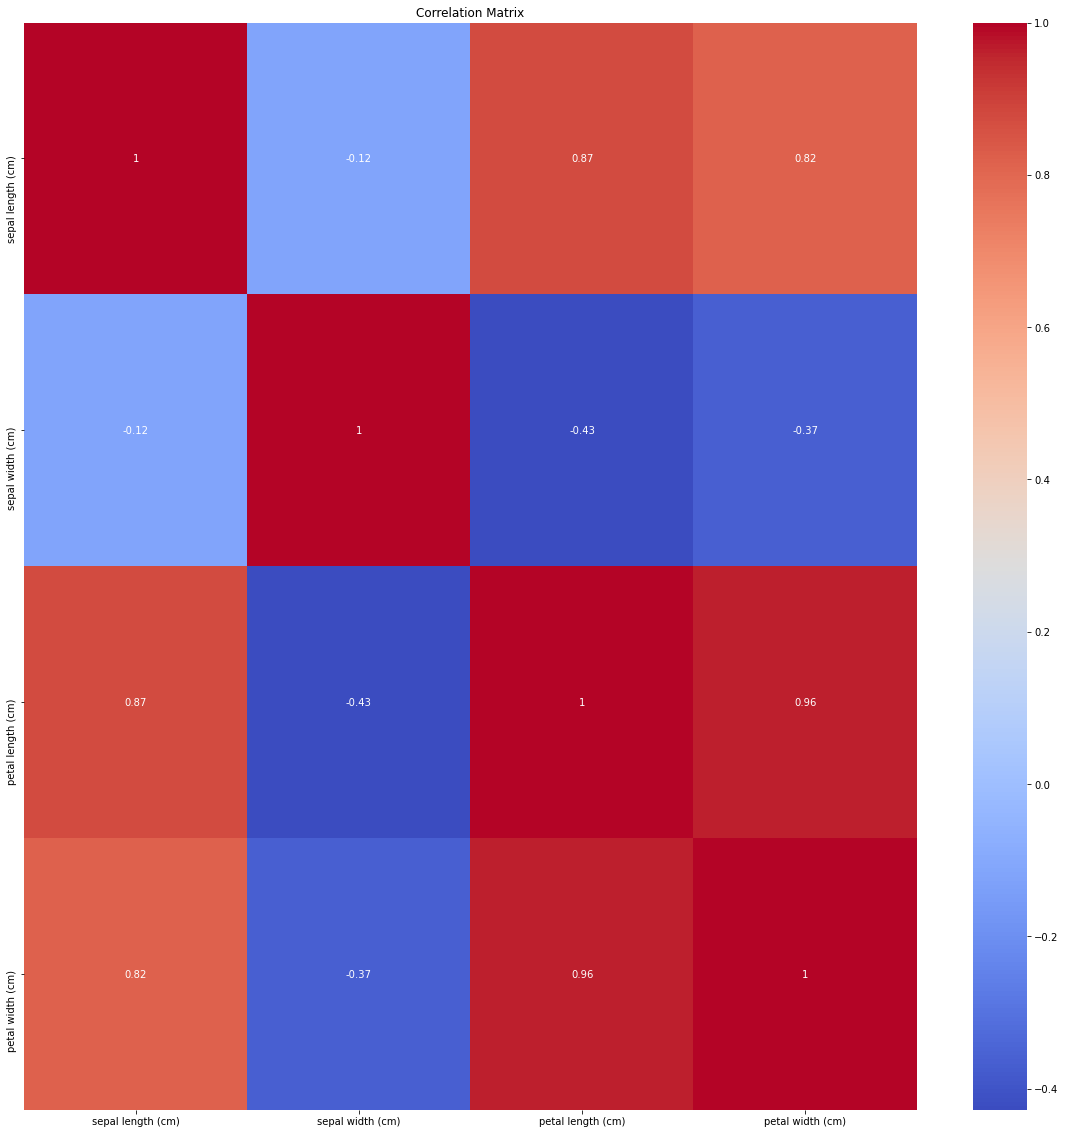 Correlation Matrix
sepal length (cm)
1 -0.12 0.87 0.82
sepal width (cm)
-0.12 1 -0.43 -0.37
petal length (cm)
0.87 -0.43 1 0.96
petal width (cm)
0.82 -0.37 0.96 1
sepal length (cm) sepal width (cm) petal length (cm) petal width (cm)
1.0
0.8
0.6
0.4
0.2
0.0
−0.2
−0.4